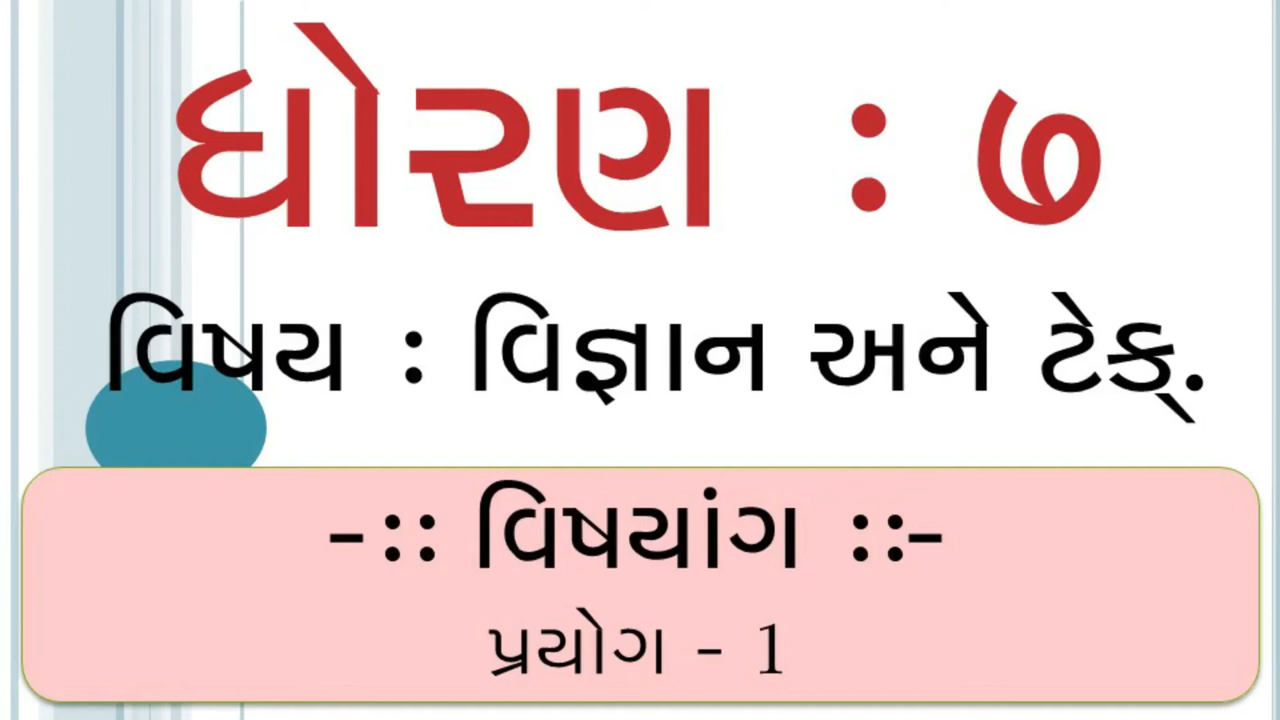 ધોરણ : ૭
વિષય : વિજ્ઞાન અને ટેક્.
-:: વિષયાંગ ::-
પ્રયોગ - 1